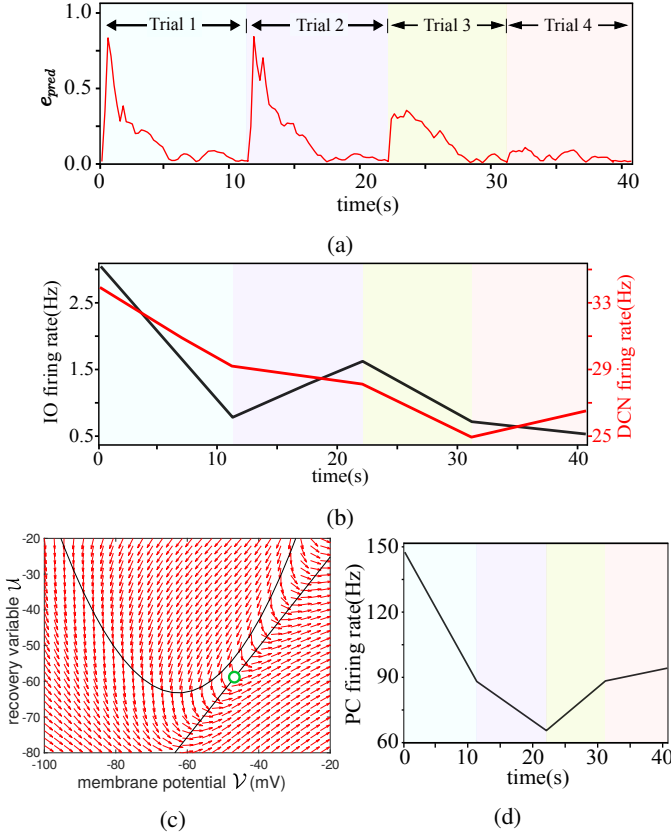 Trial 1 Trial 2 Trial 3 Trial 4
1.0
0.5
0.0
e_pred
0 10 20 30 40
time(s)
(a)
2.5
1.5
0.5
IO firing rate(Hz)
33
29
25
DCN firing rate(Hz)
0 10 20 30 40
time(s)
(b)
-20
-30
-40
-50
-60
-70
-80
recovery variable 𝒰
-100 -80 -60 -40 -20
membrane potential 𝒱 (mV)
(c)
150
120
90
60
PC firing rate(Hz)
0 10 20 30 40
time(s)
(d)